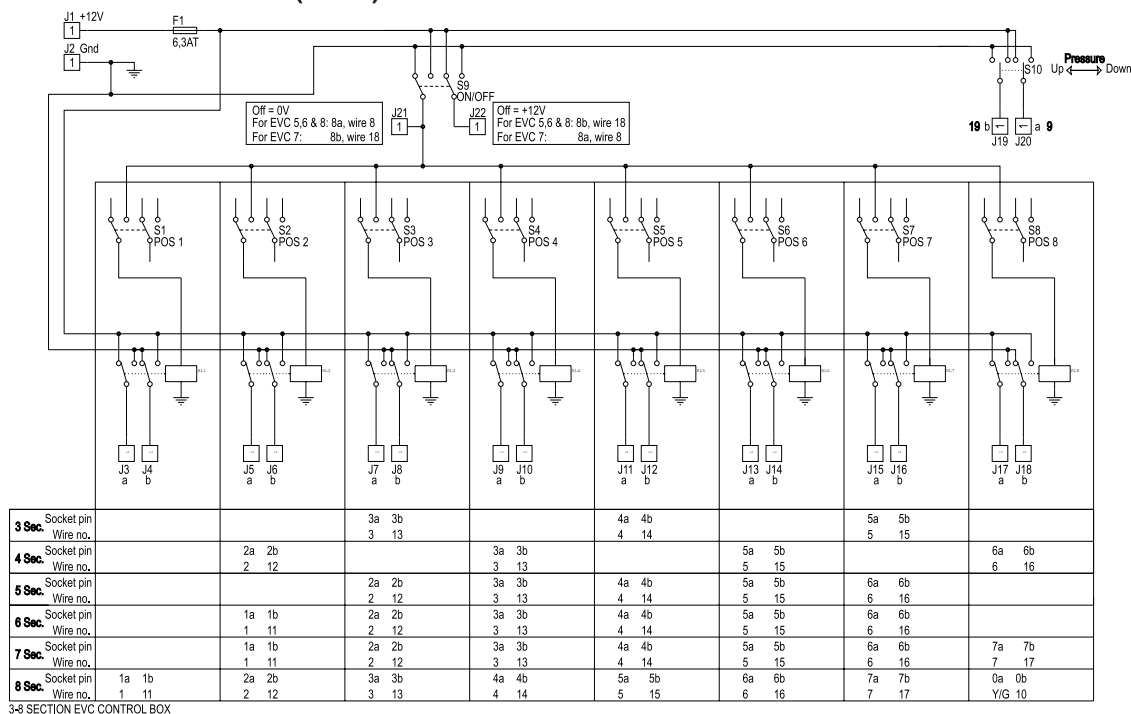 J1 +12V
1
F1
6,3AT
J2 Gnd
1
S9
ON/OFF
S10
Pressure
Up Down
Off = 0V
For EVC 5,6 & 8: 8a, wire 8
For EVC 7: 8b, wire 18
J21
1
J22
1
Off = +12V
For EVC 5,6 & 8: 8b, wire 18
For EVC 7: 8a, wire 8
19 b 1 1 a 9
J19 J20
S1 S2 S3 S4 S5 S6 S7 S8
POS 1 POS 2 POS 3 POS 4 POS 5 POS 6 POS 7 POS 8
J3 J4 J5 J6 J7 J8 J9 J10 J11 J12 J13 J14 J15 J16 J17 J18
a b a b a b a b a b a b a b a b
3 Sec. Socket pin 3a 3b 4a 4b 5a 5b
Wire no. 3 13 4 14 5 15
4 Sec. Socket pin 2a 2b 3a 3b 5a 5b 6a 6b
Wire no. 2 12 3 13 5 15 6 16
5 Sec. Socket pin 2a 2b 3a 3b 4a 4b 5a 5b 6a 6b
Wire no. 2 12 3 13 4 14 5 15 6 16
6 Sec. Socket pin 1a 1b 2a 2b 3a 3b 4a 4b 5a 5b 6a 6b
Wire no. 1 11 2 12 3 13 4 14 5 15 6 16
7 Sec. Socket pin 1a 1b 2a 2b 3a 3b 4a 4b 5a 5b 6a 6b 7a 7b
Wire no. 1 11 2 12 3 13 4 14 5 15 6 16 7 17
8 Sec. Socket pin 1a 1b 2a 2b 3a 3b 4a 4b 5a 5b 6a 6b 7a 7b 0a 0b
Wire no. 1 11 2 12 3 13 4 14 5 15 6 16 7 17 Y/G 10
3-8 SECTION EVC CONTROL BOX